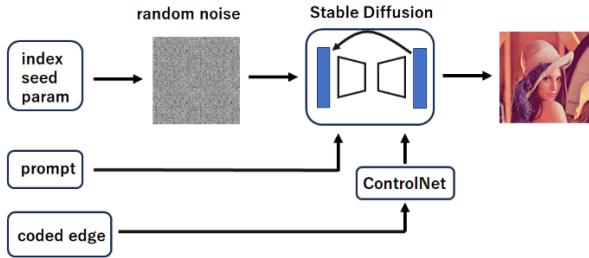 random noise
Stable Diffusion
index
seed
param
prompt
ControlNet
coded edge